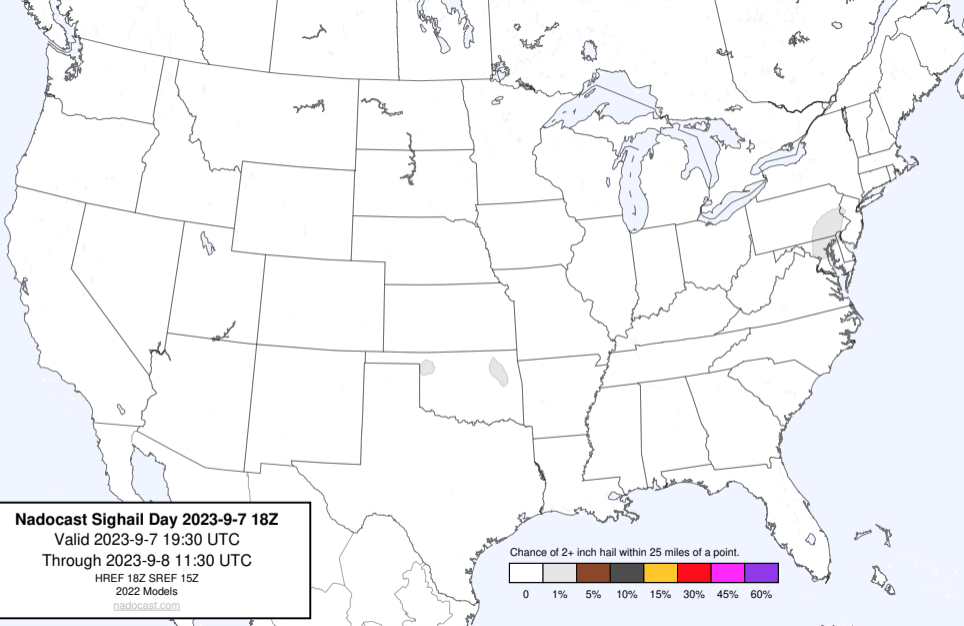 Nadocast Sighail Day 2023-9-7 18Z
Valid 2023-9-7 19:30 UTC
Through 2023-9-8 11:30 UTC
HREF 18Z SREF 15Z
2022 Models
nadocast.com
Chance of 2+ inch hail within 25 miles of a point.
0 1% 5% 10% 15% 30% 45% 60%